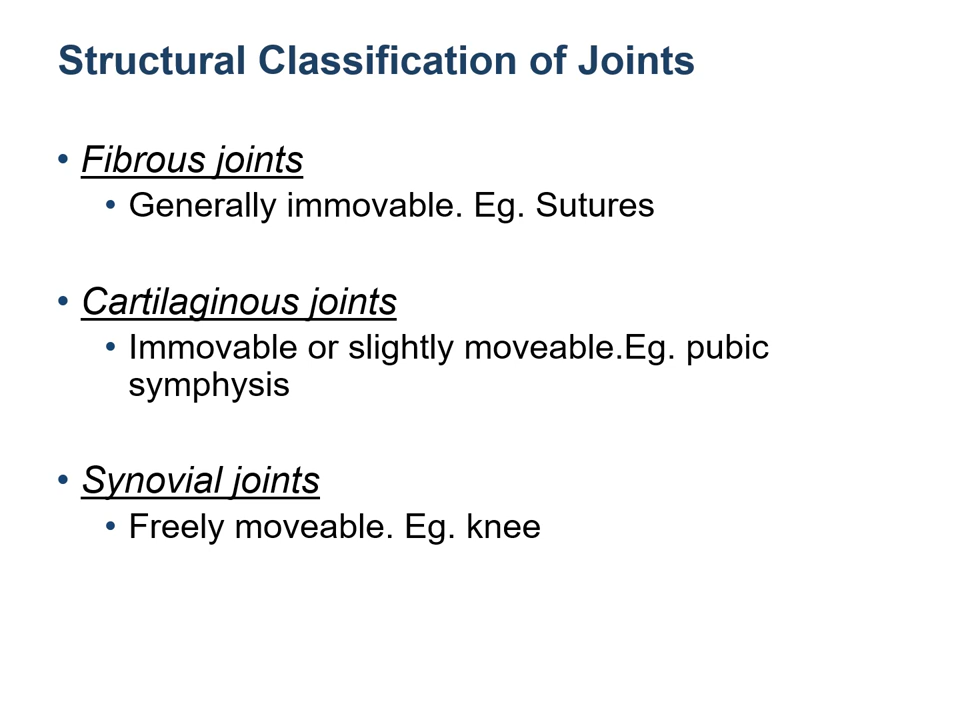 Structural Classification of Joints
• Fibrous joints
• Generally immovable. Eg. Sutures
• Cartilaginous joints
• Immovable or slightly moveable.Eg. pubic
symphysis
• Synovial joints
• Freely moveable. Eg. knee